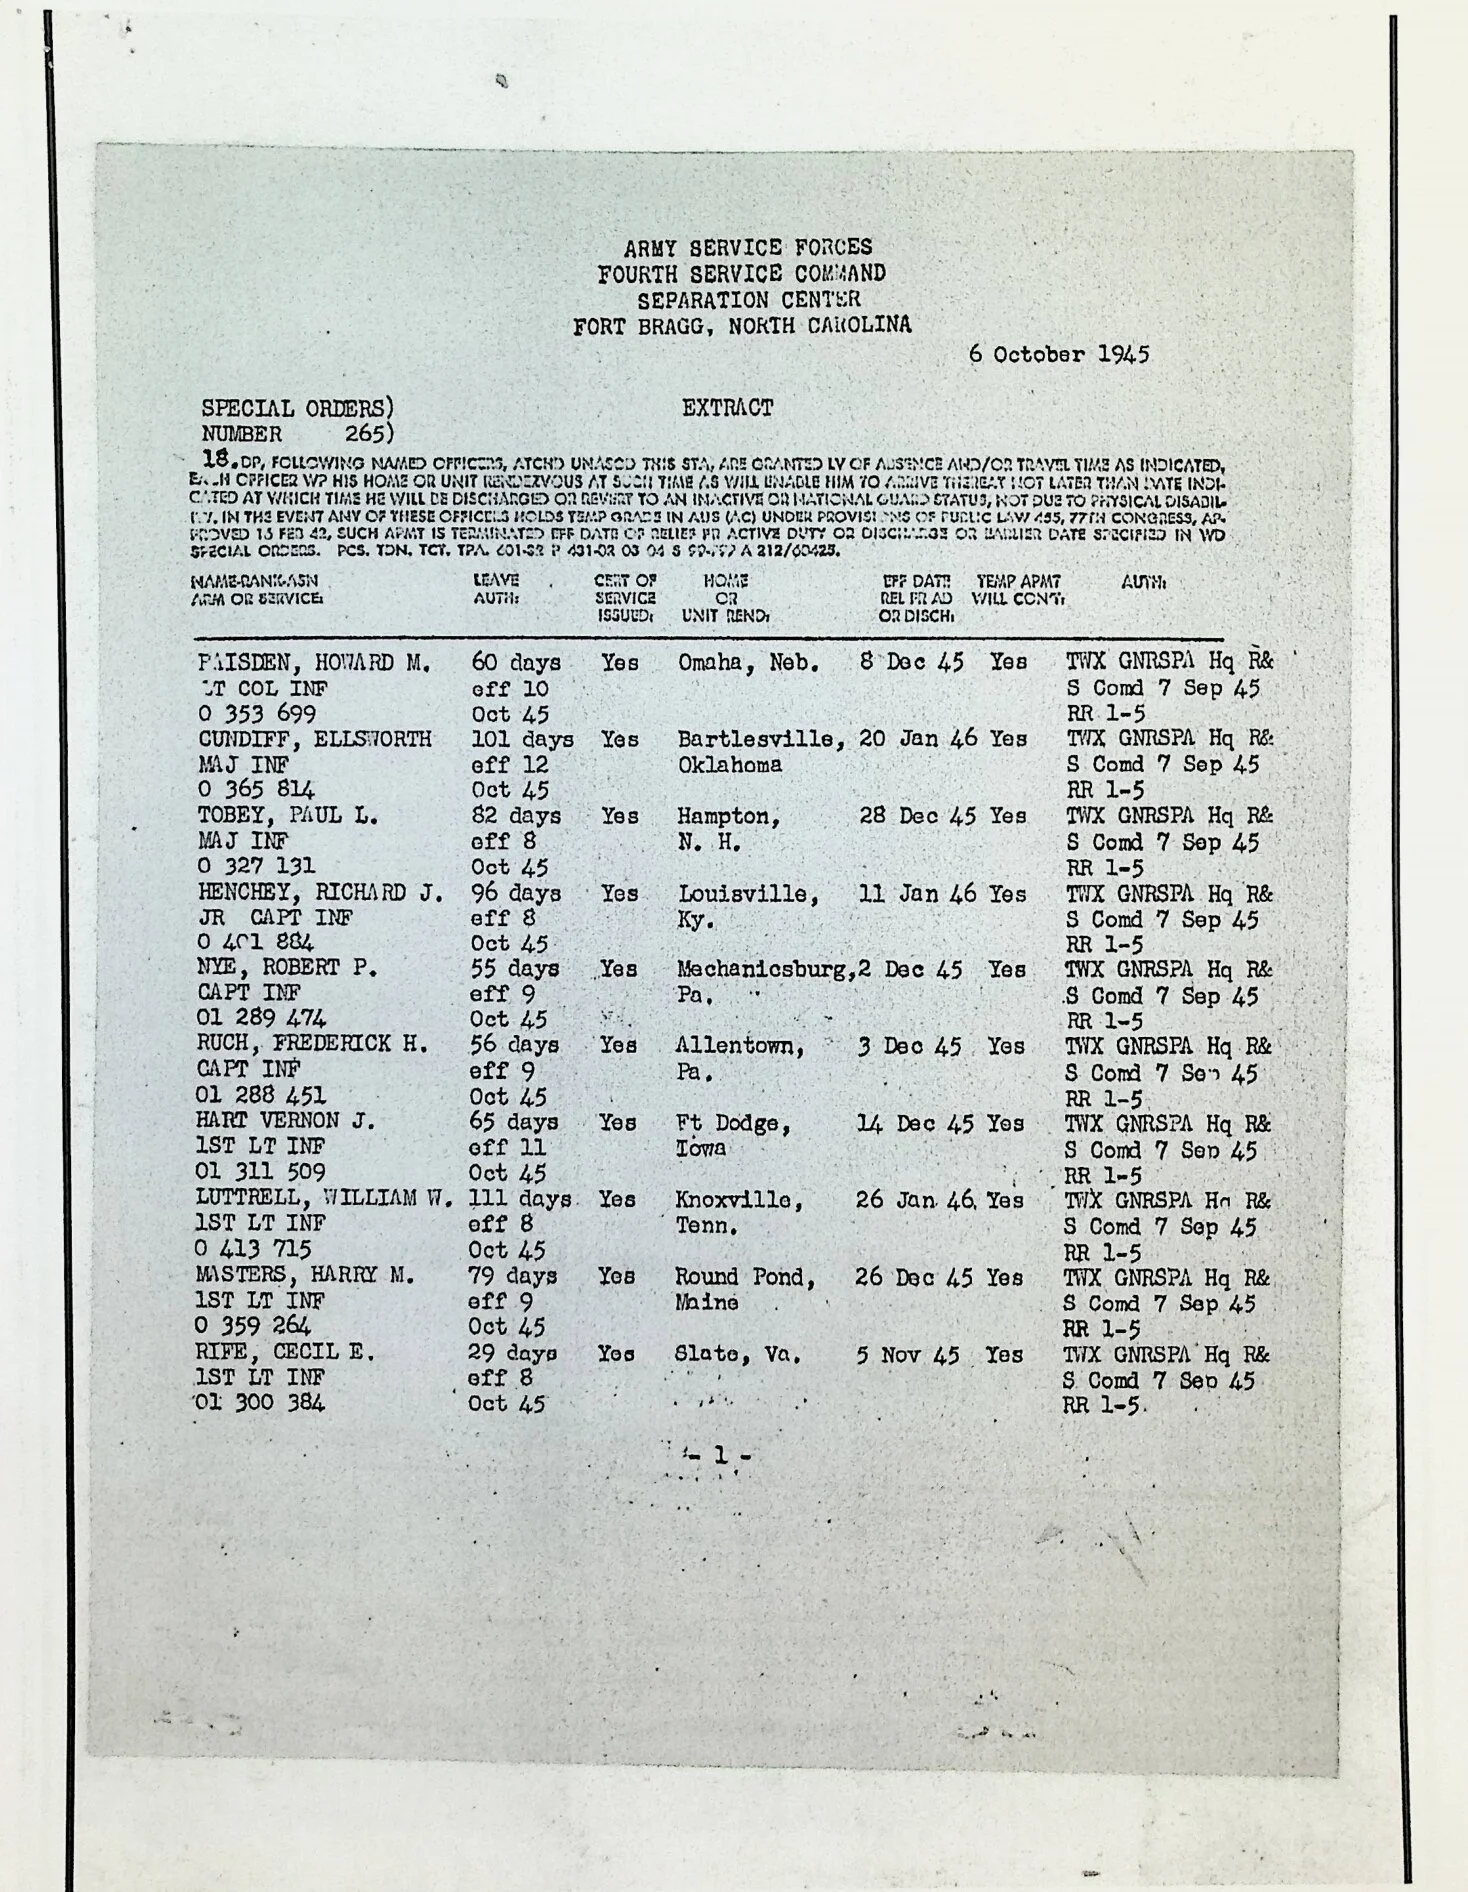 ARMY SERVICE FORCES
FOURTH SERVICE COMMAND
SEPARATION CENTER
FORT BRAGG, NORTH CAROLINA
6 October 1945
SPECIAL ORDERS) EXTRACT
NUMBER 265)
18. DP, FOLLOWING NAMED OFFICERS, ATCHD UNASGD THIS STA, ARE GRANTED LV OF ABSENCE AND/OR TRAVEL TIME AS INDICATED,
EACH OFFICER WP HIS HOME OR UNIT RENDEZVOUS AT SUCH TIME AS WILL ENABLE HIM TO ARRIVE THEREAT NOT LATER THAN DATE INDI-
CATED AT WHICH TIME HE WILL BE DISCHARGED OR REVERT TO AN INACTIVE OR NATIONAL GUARD STATUS, NOT DUE TO PHYSICAL DISABIL-
ITY. IN THE EVENT ANY OF THESE OFFICERS HOLDS TEMP GRADE IN AUS (AC) UNDER PROVISIONS OF PUBLIC LAW 455, 77TH CONGRESS, AP-
PROVED 16 FEB 42, SUCH APMT IS TERMINATED EFF DATE OF RELIEF FR ACTIVE DUTY OR DISCHARGE OR EARLIER DATE SPECIFIED IN WD
SPECIAL ORDERS. PCS. TDN. TCT. TPA. 601-32 P 431-02 03 04 S A 212/60425.
NAME-RANK-ASN LEAVE CERT OF HOME EFF DATE TEMP APMT AUTH:
ARM OR SERVICE: AUTH: SERVICE OR REL FR AD WILL CONT:
ISSUED: UNIT REND: OR DISCH:
PAISDEN, HOWARD M. 60 days Yes Omaha, Neb. 8 Dec 45 Yes TWX GNRSPA Hq R&
LT COL INF eff 10 S Comd 7 Sep 45
0 353 699 Oct 45 RR 1-5
CUNDIFF, ELLSWORTH 101 days Yes Bartlesville, 20 Jan 46 Yes TWX GNRSPA Hq R&
MAJ INF eff 12 Oklahoma S Comd 7 Sep 45
0 365 814 Oct 45 RR 1-5
TOBEY, PAUL L. 82 days Yes Hampton, 28 Dec 45 Yes TWX GNRSPA Hq R&
MAJ INF eff 8 N. H. S Comd 7 Sep 45
0 327 131 Oct 45 RR 1-5
HENCHEY, RICHARD J. 96 days Yes Louisville, 11 Jan 46 Yes TWX GNRSPA Hq R&
JR CAPT INF eff 8 Ky. S Comd 7 Sep 45
0 401 884 Oct 45 RR 1-5
NYE, ROBERT P. 55 days Yes Mechanicsburg, 2 Dec 45 Yes TWX GNRSPA Hq R&
CAPT INF eff 9 Pa. S Comd 7 Sep 45
01 289 474 Oct 45 RR 1-5
RUCH, FREDERICK H. 56 days Yes Allentown, 3 Dec 45 Yes TWX GNRSPA Hq R&
CAPT INF eff 9 Pa. S Comd 7 Sep 45
01 288 451 Oct 45 RR 1-5
HART VERNON J. 65 days Yes Ft Dodge, 14 Dec 45 Yes TWX GNRSPA Hq R&
1ST LT INF eff 11 Iowa S Comd 7 Sep 45
01 311 509 Oct 45 RR 1-5
LUTTRELL, WILLIAM W. 111 days Yes Knoxville, 26 Jan 46 Yes TWX GNRSPA Hq R&
1ST LT INF eff 8 Tenn. S Comd 7 Sep 45
0 413 715 Oct 45 RR 1-5
MASTERS, HARRY M. 79 days Yes Round Pond, 26 Dec 45 Yes TWX GNRSPA Hq R&
1ST LT INF eff 9 Maine S Comd 7 Sep 45
0 359 264 Oct 45 RR 1-5
RIFE, CECIL E. 29 days Yes Slate, Va. 5 Nov 45 Yes TWX GNRSPA Hq R&
1ST LT INF eff 8 S Comd 7 Sep 45
01 300 384 Oct 45 RR 1-5
- 1 -